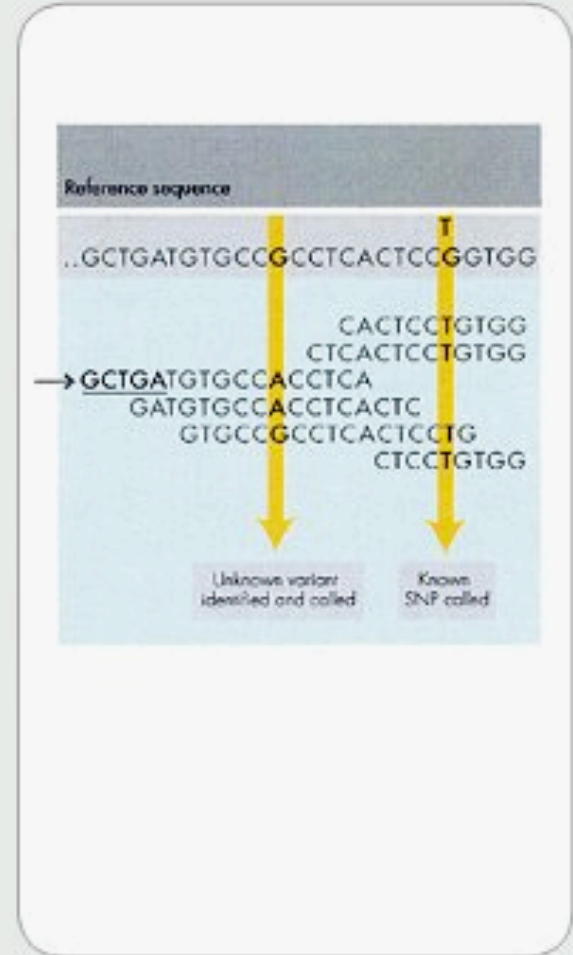 Reference sequence
T
..GCTGATGTGCCGCCTCACTCCGGTGG
CACTCCTGTGG
CTCACTCCTGTGG
GCTGATGTGCCACCTCA
GATGTGCCACCTCACTC
GTGCCGCCTCACTCCTG
CTCCTGTGG
Unknown variant
identified and called
Known
SNP called